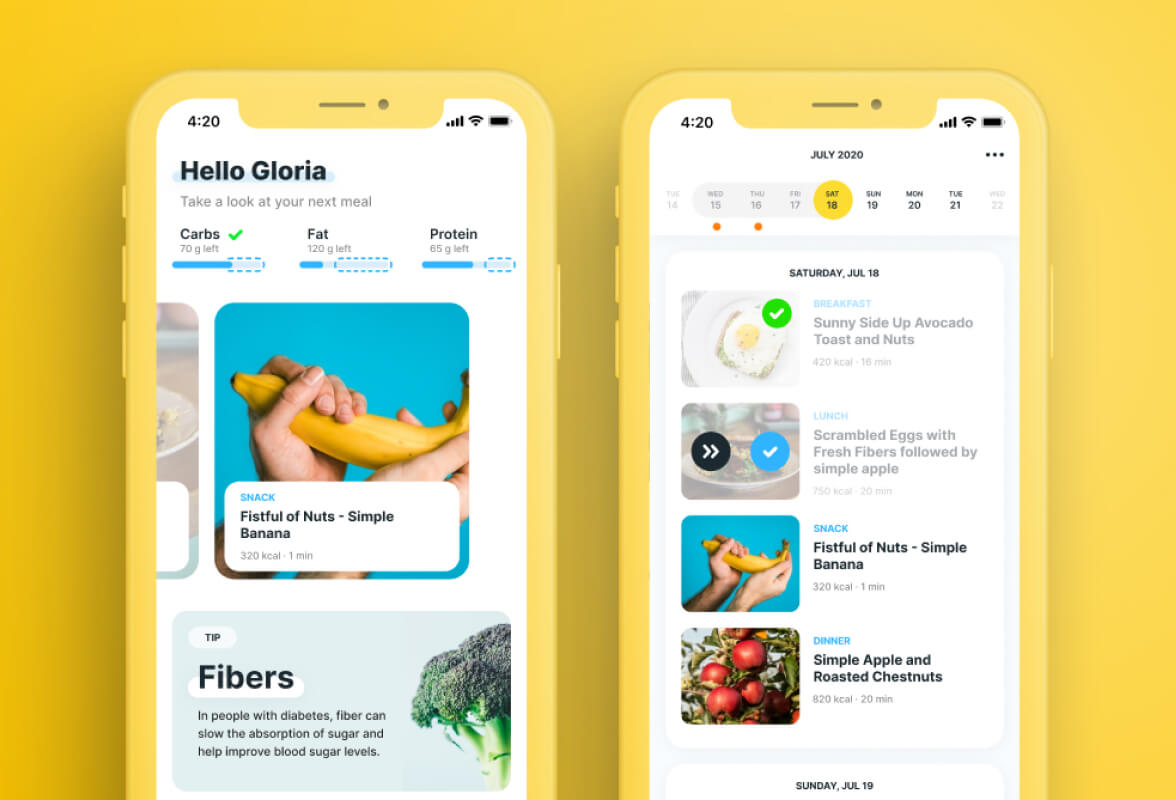 4:20
Hello Gloria
Take a look at your next meal
Carbs
70 g left
Fat
120 g left
Protein
65 g left
SNACK
Fistful of Nuts - Simple
Banana
320 kcal · 1 min
TIP
Fibers
In people with diabetes, fiber can
slow the absorption of sugar and
help improve blood sugar levels.
4:20
JULY 2020
TUE WED THU FRI SAT SUN MON TUE WED
14 15 16 17 18 19 20 21 22
SATURDAY, JUL 18
BREAKFAST
Sunny Side Up Avocado
Toast and Nuts
420 kcal · 16 min
LUNCH
Scrambled Eggs with
Fresh Fibers followed by
simple apple
750 kcal · 20 min
SNACK
Fistful of Nuts - Simple
Banana
320 kcal · 1 min
DINNER
Simple Apple and
Roasted Chestnuts
820 kcal · 20 min
SUNDAY, JUL 19